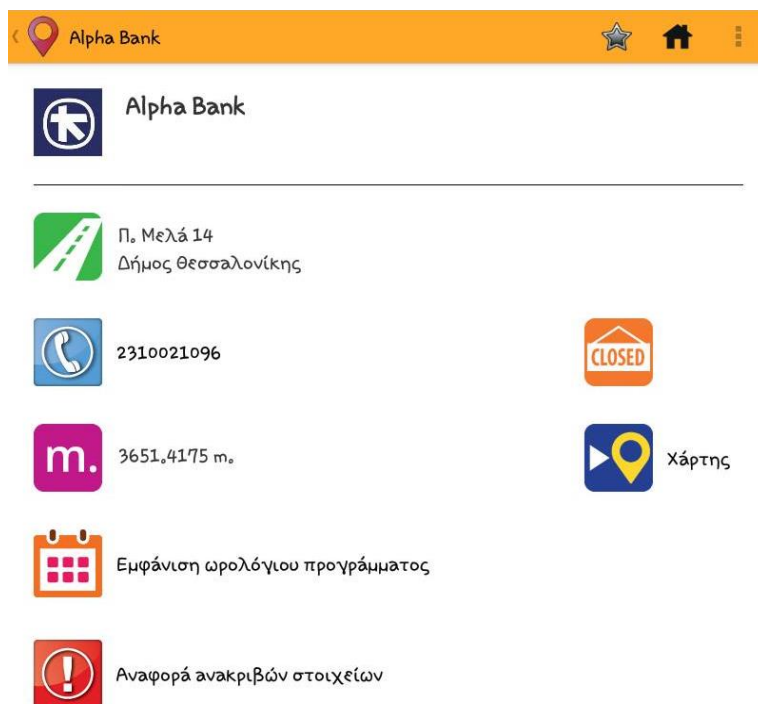 Alpha Bank
Alpha Bank
Π. Μελά 14
Δήμος Θεσσαλονίκης
2310021096
CLOSED
m.
3651.4175 m.
Χάρτης
Εμφάνιση ωρολόγιου προγράμματος
Αναφορά ανακριβών στοιχείων